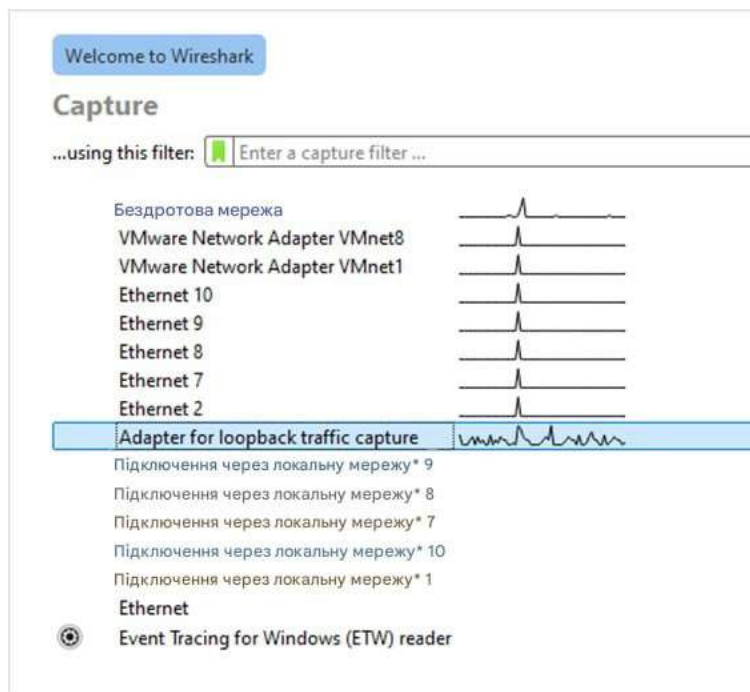 Welcome to Wireshark
Capture
...using this filter: Enter a capture filter ...
Бездротова мережа
VMware Network Adapter VMnet8
VMware Network Adapter VMnet1
Ethernet 10
Ethernet 9
Ethernet 8
Ethernet 7
Ethernet 2
Adapter for loopback traffic capture
Підключення через локальну мережу* 9
Підключення через локальну мережу* 8
Підключення через локальну мережу* 7
Підключення через локальну мережу* 10
Підключення через локальну мережу* 1
Ethernet
Event Tracing for Windows (ETW) reader